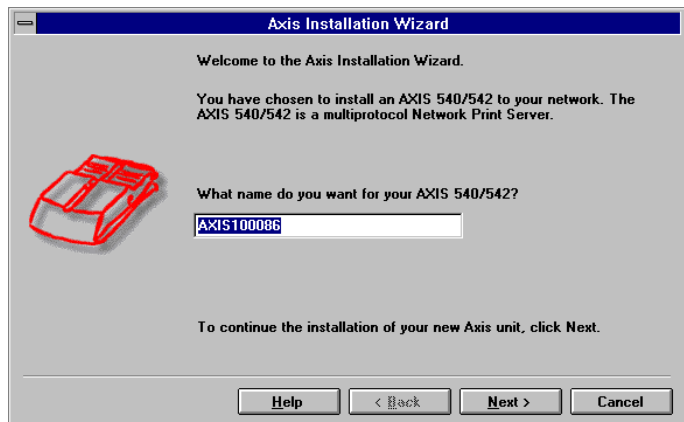 Axis Installation Wizard
Welcome to the Axis Installation Wizard.
You have chosen to install an AXIS 540/542 to your network. The
AXIS 540/542 is a multiprotocol Network Print Server.
What name do you want for your AXIS 540/542?
AXIS100086
To continue the installation of your new Axis unit, click Next.
Help < Back Next > Cancel